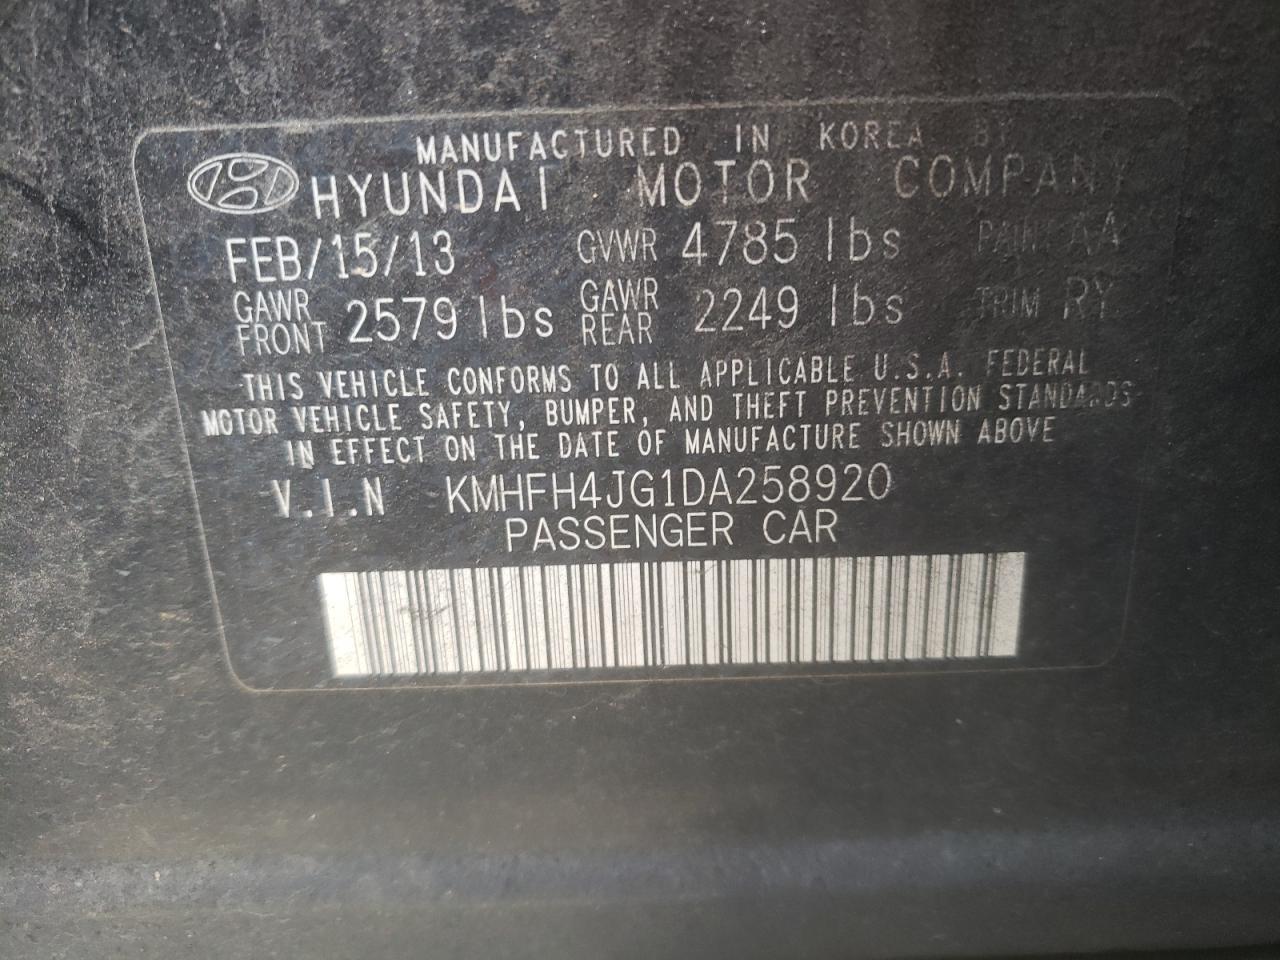 MANUFACTURED IN KOREA BY
HYUNDAI MOTOR COMPANY
FEB/15/13 GVWR 4785 lbs PAINT AA
GAWR FRONT 2579 lbs GAWR REAR 2249 lbs TRIM RY
THIS VEHICLE CONFORMS TO ALL APPLICABLE U.S.A. FEDERAL
MOTOR VEHICLE SAFETY, BUMPER, AND THEFT PREVENTION STANDARDS
IN EFFECT ON THE DATE OF MANUFACTURE SHOWN ABOVE
V.I.N KMHFH4JG1DA258920
PASSENGER CAR